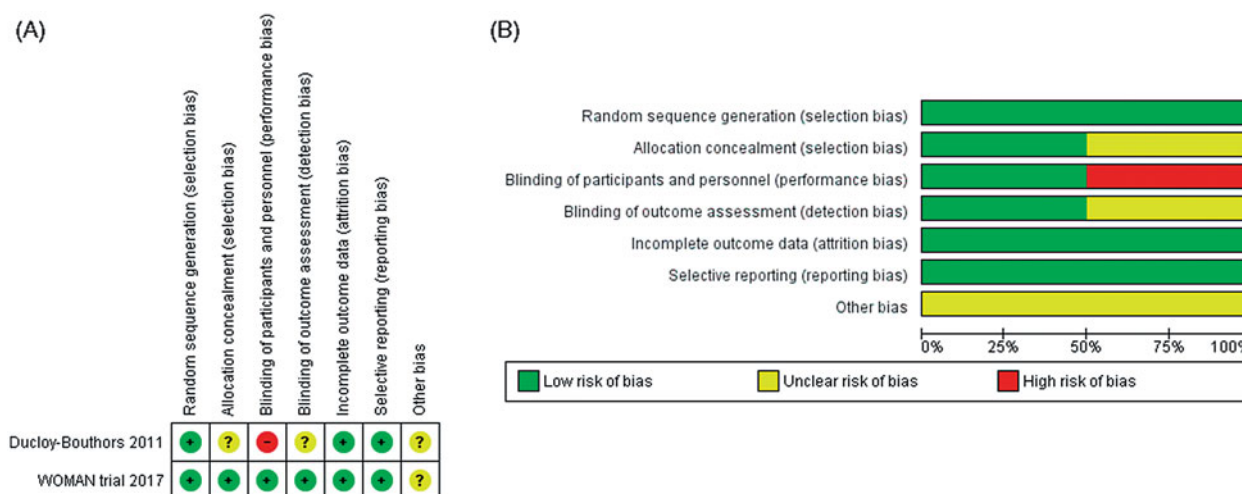 (A)
Random sequence generation (selection bias)
Allocation concealment (selection bias)
Blinding of participants and personnel (performance bias)
Blinding of outcome assessment (detection bias)
Incomplete outcome data (attrition bias)
Selective reporting (reporting bias)
Other bias
Ducloy-Bouthors 2011 + ? - ? + + ?
WOMAN trial 2017 + + + + + + ?
(B)
Random sequence generation (selection bias)
Allocation concealment (selection bias)
Blinding of participants and personnel (performance bias)
Blinding of outcome assessment (detection bias)
Incomplete outcome data (attrition bias)
Selective reporting (reporting bias)
Other bias
0% 25% 50% 75% 100%
Low risk of bias Unclear risk of bias High risk of bias